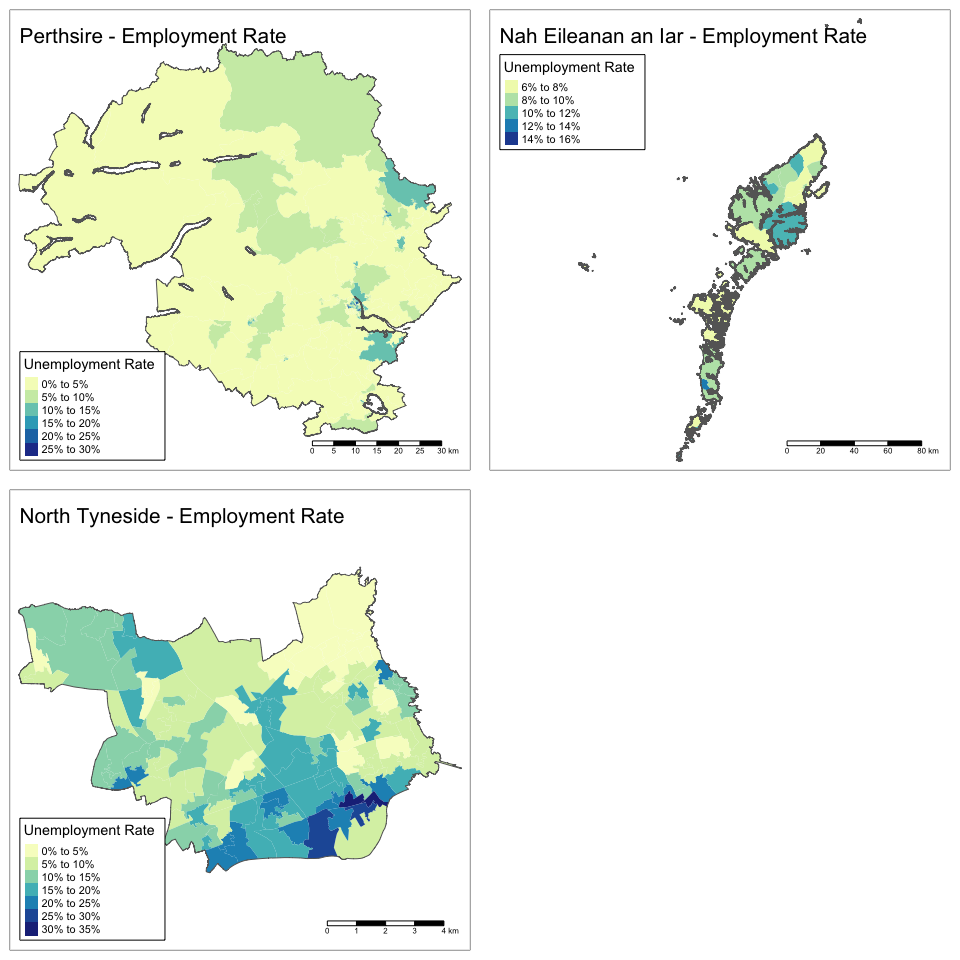 Perthsire - Employment Rate
Unemployment Rate
0% to 5%
5% to 10%
10% to 15%
15% to 20%
20% to 25%
25% to 30%
0 5 10 15 20 25 30 km
Nah Eileanan an Iar - Employment Rate
Unemployment Rate
6% to 8%
8% to 10%
10% to 12%
12% to 14%
14% to 16%
0 20 40 60 80 km
North Tyneside - Employment Rate
Unemployment Rate
0% to 5%
5% to 10%
10% to 15%
15% to 20%
20% to 25%
25% to 30%
30% to 35%
0 1 2 3 4 km